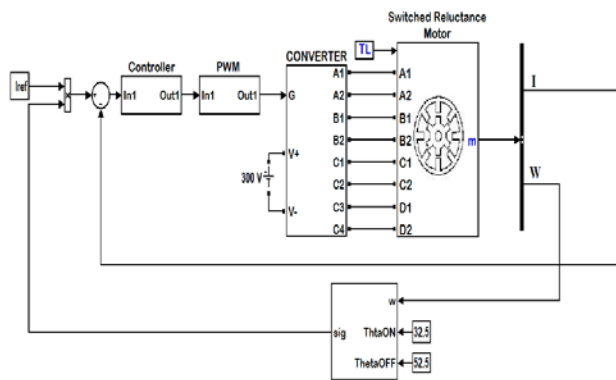 Switched Reluctance
Motor
TL
CONVERTER
Controller
PWM
Iref
In1 Out1
In1 Out1
G
V+
V-
300 V
A1
A2
B1
B2
C1
C2
C3
C4
A1
A2
B1
B2
C1
C2
D1
D2
m
I
W
w
sig
ThtaON
ThetaOFF
32.5
52.5